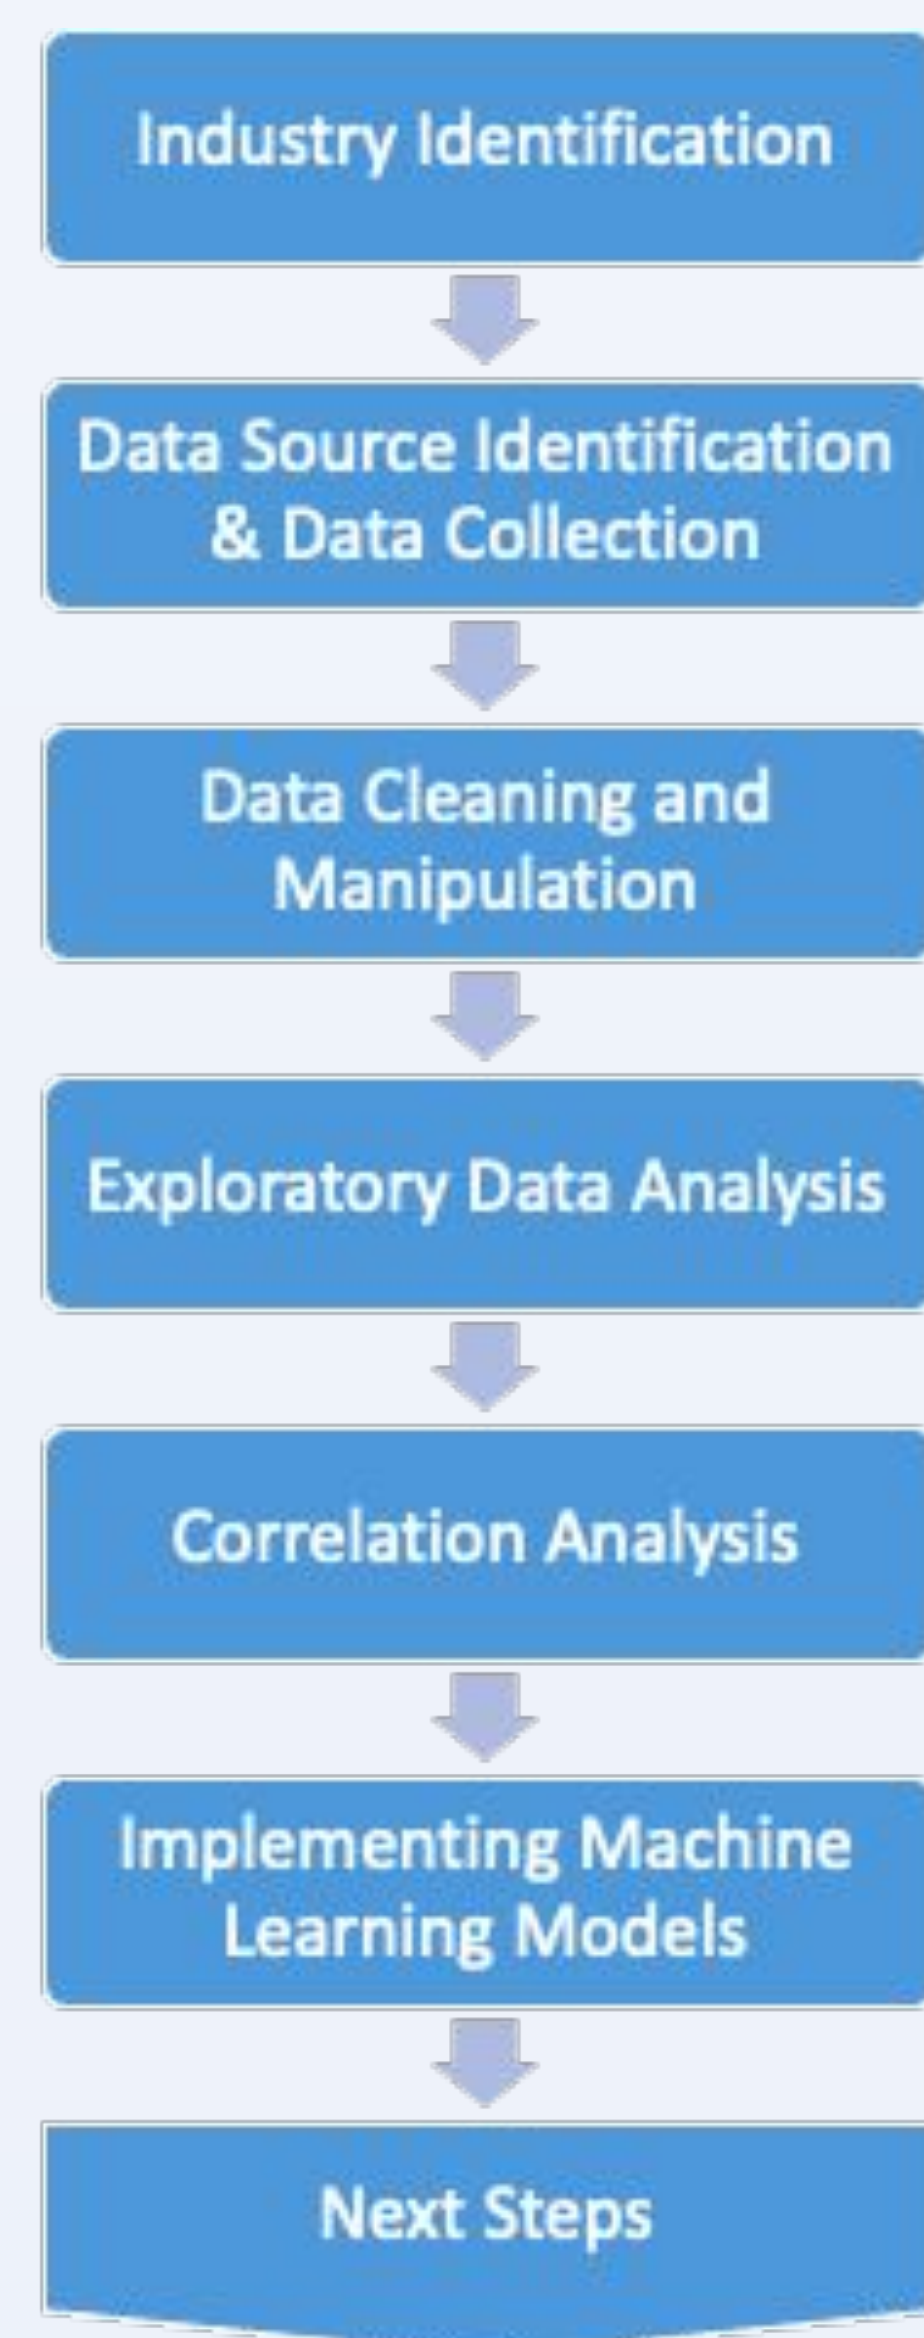 Industry Identification
Data Source Identification
& Data Collection
Data Cleaning and
Manipulation
Exploratory Data Analysis
Correlation Analysis
Implementing Machine
Learning Models
Next Steps